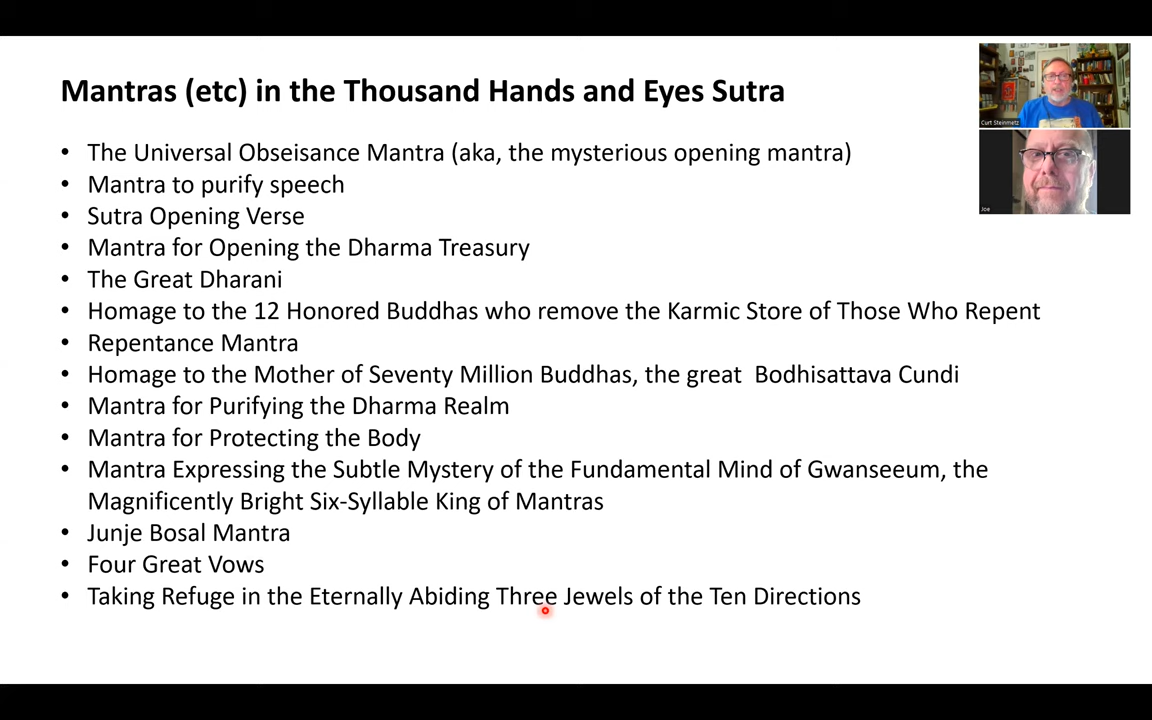 Mantras (etc) in the Thousand Hands and Eyes Sutra
• The Universal Obseisance Mantra (aka, the mysterious opening mantra)
• Mantra to purify speech
• Sutra Opening Verse
• Mantra for Opening the Dharma Treasury
• The Great Dharani
• Homage to the 12 Honored Buddhas who remove the Karmic Store of Those Who Repent
• Repentance Mantra
• Homage to the Mother of Seventy Million Buddhas, the great  Bodhisattava Cundi
• Mantra for Purifying the Dharma Realm
• Mantra for Protecting the Body
• Mantra Expressing the Subtle Mystery of the Fundamental Mind of Gwanseeum, the
Magnificently Bright Six-Syllable King of Mantras
• Junje Bosal Mantra
• Four Great Vows
• Taking Refuge in the Eternally Abiding Three Jewels of the Ten Directions
Curt Steinmetz
Joe